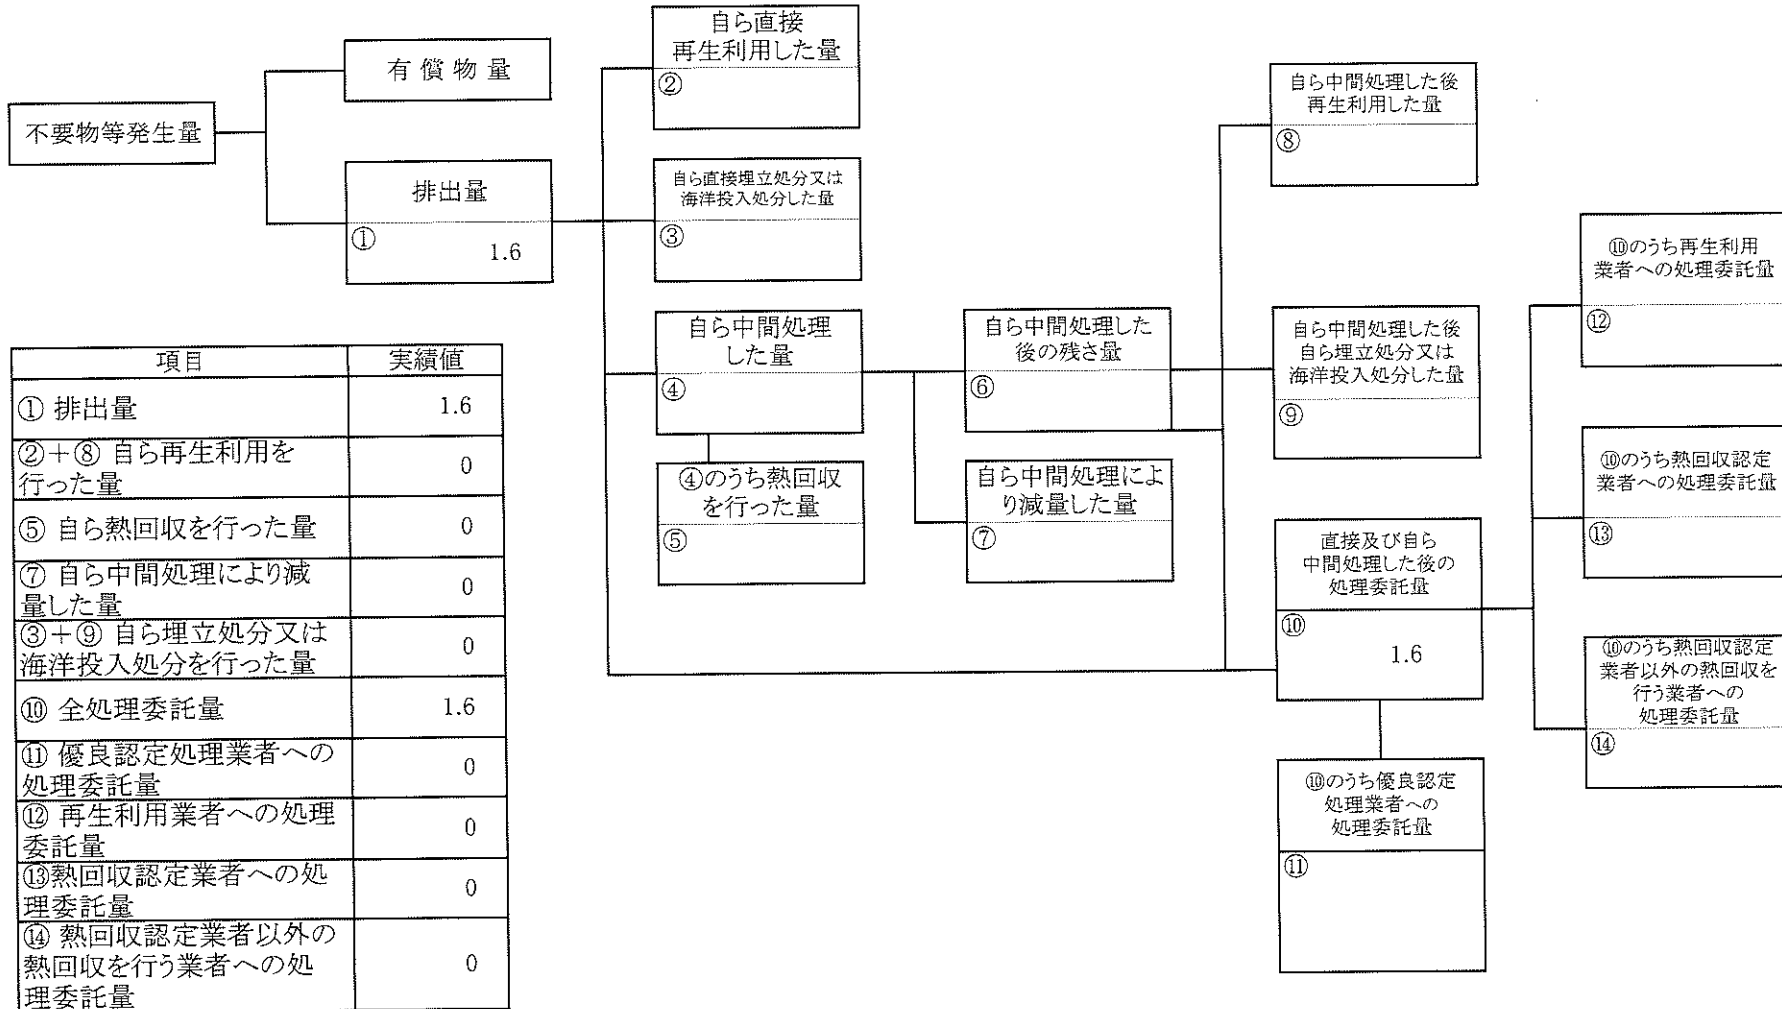 不要物等発生量
有償物量
排出量
①
1.6
自ら直接
再生利用した量
②
自ら直接埋立処分又は
海洋投入処分した量
③
自ら中間処理
した量
④
④のうち熱回収
を行った量
⑤
自ら中間処理した
後の残さ量
⑥
自ら中間処理によ
り減量した量
⑦
自ら中間処理した後
再生利用した量
⑧
自ら中間処理した後
自ら埋立処分又は
海洋投入処分した量
⑨
直接及び自ら
中間処理した後の
処理委託量
⑩
1.6
⑩のうち優良認定
処理業者への
処理委託量
⑪
⑩のうち再生利用
業者への処理委託量
⑫
⑩のうち熱回収認定
業者への処理委託量
⑬
⑩のうち熱回収認定
業者以外の熱回収を
行う業者への
処理委託量
⑭
項目 実績値
① 排出量 1.6
②+⑧ 自ら再生利用を
行った量 0
⑤ 自ら熱回収を行った量 0
⑦ 自ら中間処理により減
量した量 0
③+⑨ 自ら埋立処分又は
海洋投入処分を行った量 0
⑩ 全処理委託量 1.6
⑪ 優良認定処理業者への
処理委託量 0
⑫ 再生利用業者への処理
委託量 0
⑬熱回収認定業者への処
理委託量 0
⑭ 熱回収認定業者以外の
熱回収を行う業者への処
理委託量 0